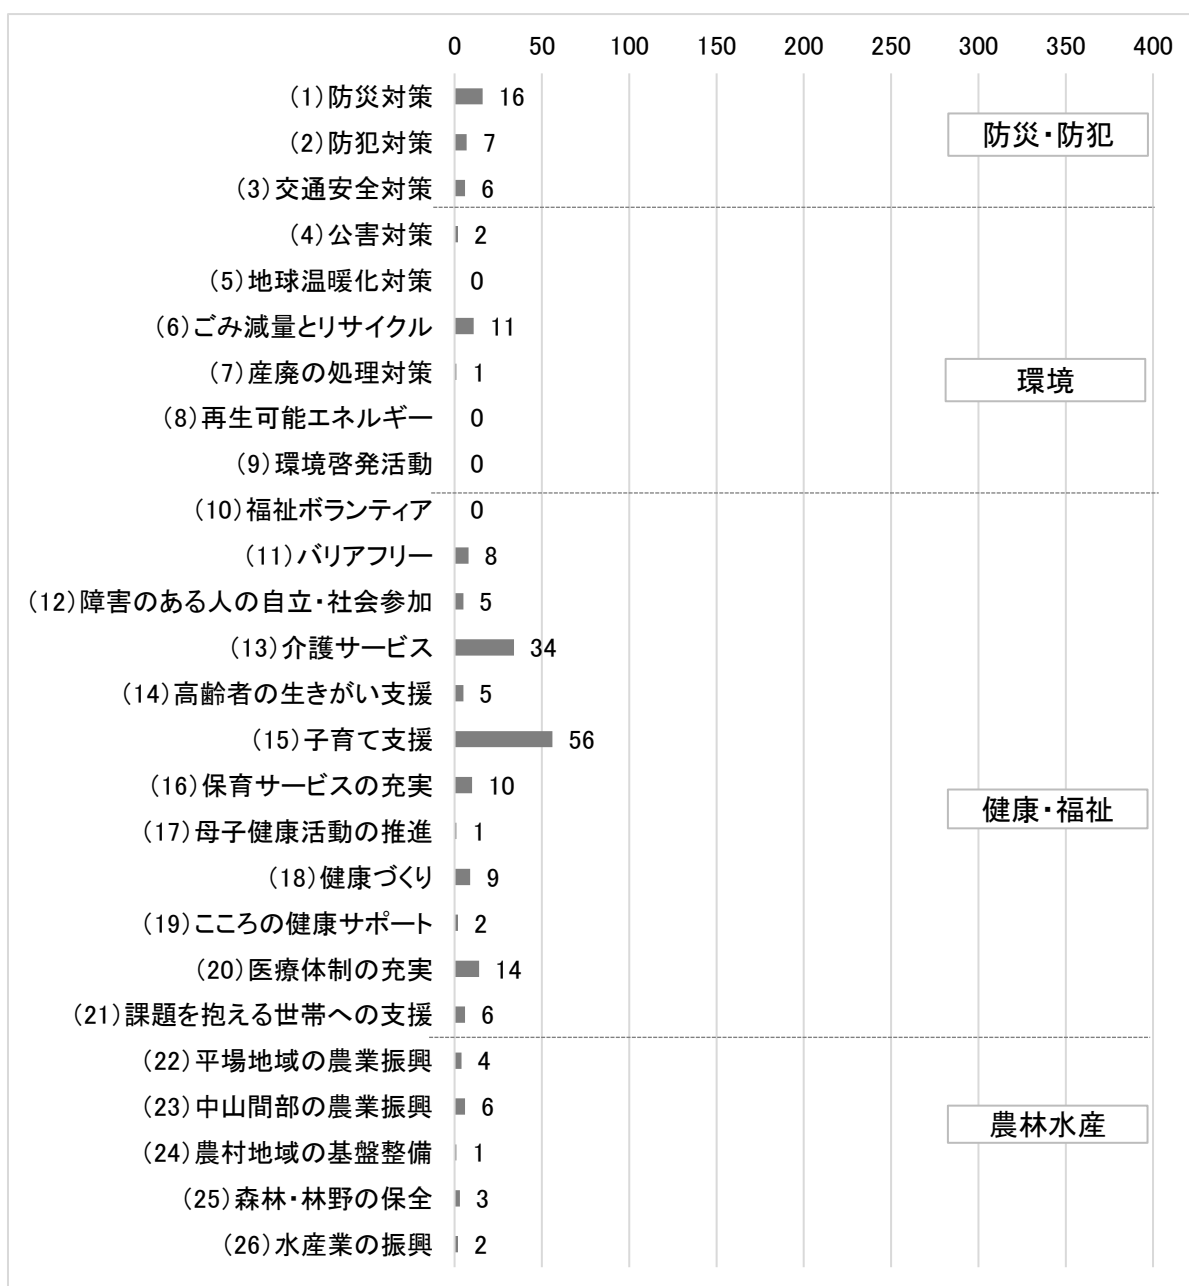 0 50 100 150 200 250 300 350 400
(1)防災対策 16
防災・防犯
(2)防犯対策 7
(3)交通安全対策 6
(4)公害対策 2
(5)地球温暖化対策 0
(6)ごみ減量とリサイクル 11
(7)産廃の処理対策 1
環境
(8)再生可能エネルギー 0
(9)環境啓発活動 0
(10)福祉ボランティア 0
(11)バリアフリー 8
(12)障害のある人の自立・社会参加 5
(13)介護サービス 34
(14)高齢者の生きがい支援 5
(15)子育て支援 56
(16)保育サービスの充実 10
健康・福祉
(17)母子健康活動の推進 1
(18)健康づくり 9
(19)こころの健康サポート 2
(20)医療体制の充実 14
(21)課題を抱える世帯への支援 6
(22)平場地域の農業振興 4
(23)中山間部の農業振興 6
農林水産
(24)農村地域の基盤整備 1
(25)森林・林野の保全 3
(26)水産業の振興 2